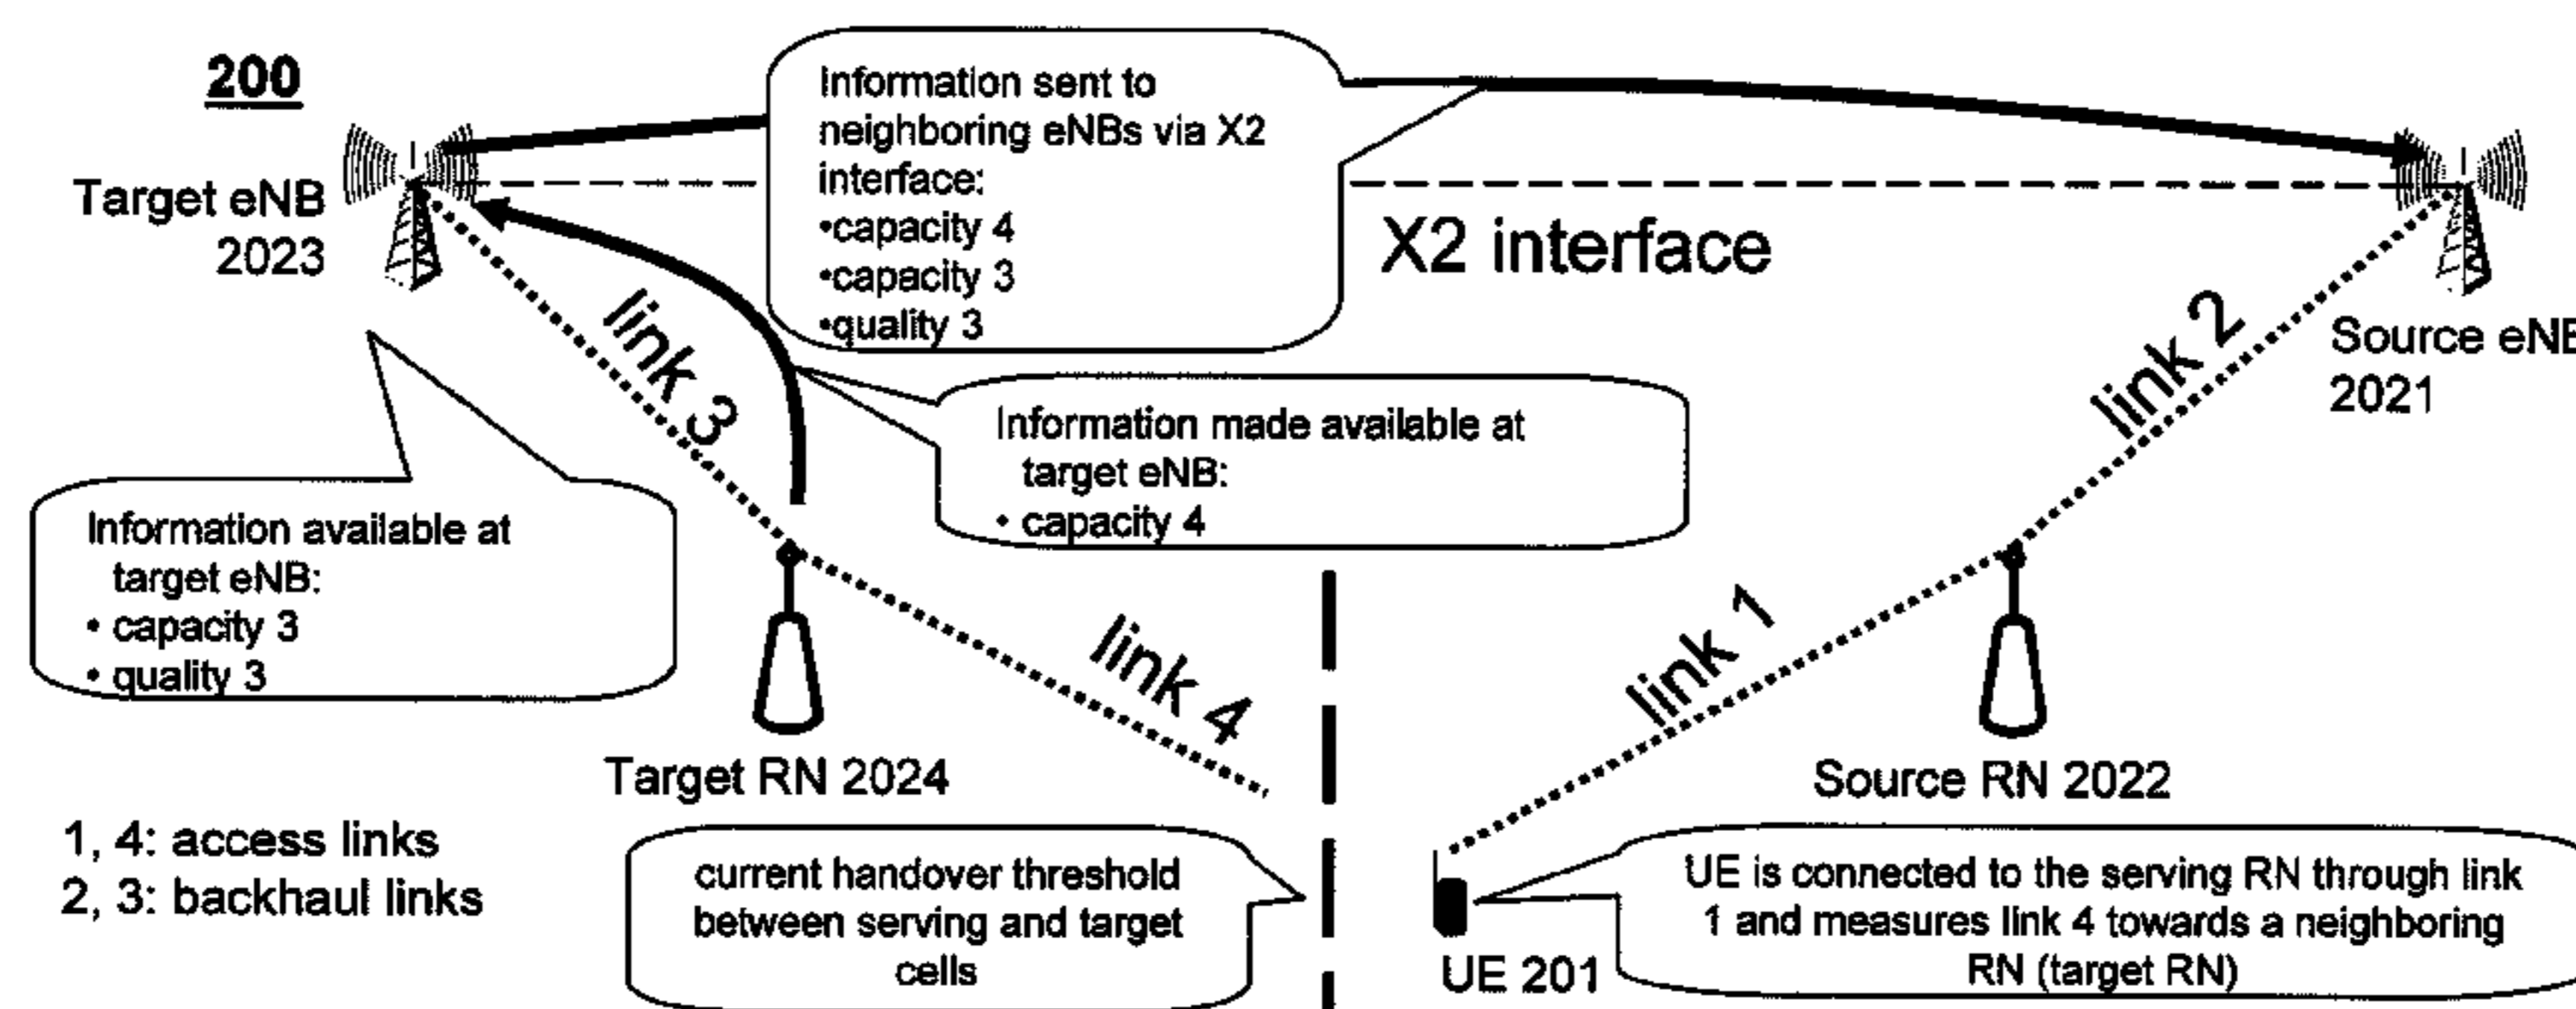 200
Target eNB
2023
Information sent to
neighboring eNBs via X2
interface:
•capacity 4
•capacity 3
•quality 3
X2 interface
Source eNB
2021
link 3
link 2
Information made available at
target eNB:
• capacity 4
Information available at
target eNB:
• capacity 3
• quality 3
link 4
link 1
Target RN 2024
Source RN 2022
1, 4: access links
2, 3: backhaul links
current handover threshold
between serving and target
cells
UE 201
UE is connected to the serving RN through link
1 and measures link 4 towards a neighboring
RN (target RN)